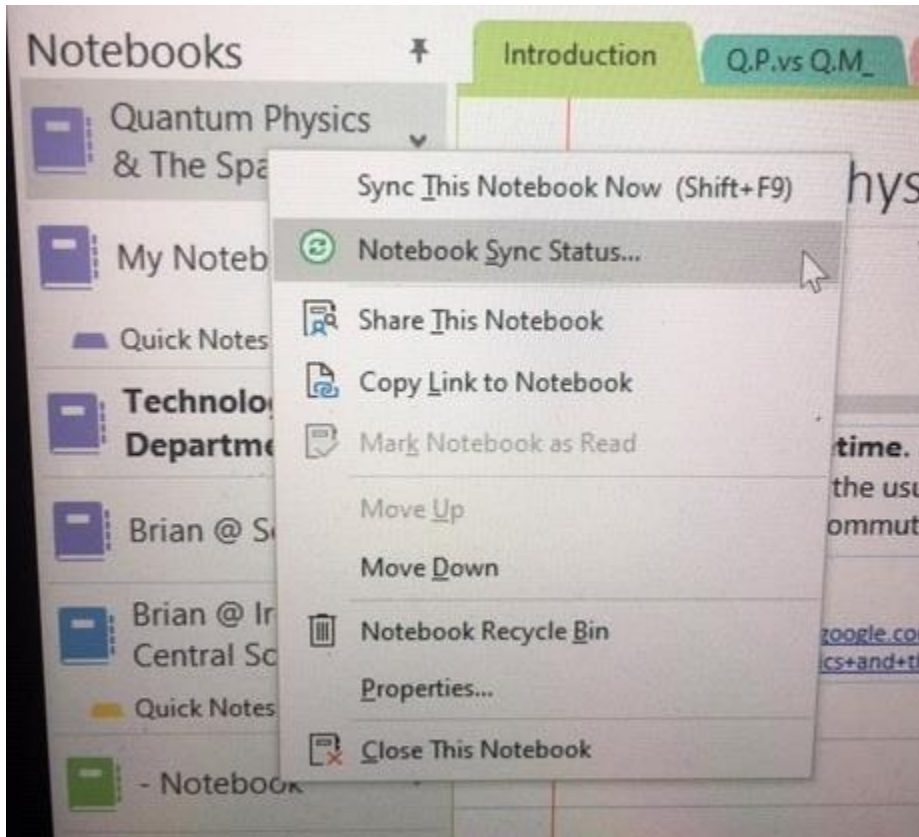 Notebooks
Introduction
Q.P.vs Q.M_
Quantum Physics
& The Spa
Sync This Notebook Now (Shift+F9)
hys
My Noteb
Notebook Sync Status...
Quick Notes
Share This Notebook
Technolo
Departme
Copy Link to Notebook
Mark Notebook as Read
time.
the usu
Brian @ S
Move Up
ommut
Move Down
Brian @ Ir
Central Sc
Notebook Recycle Bin
google.co
ics+and+t
Properties...
Quick Notes
Close This Notebook
- Notebook